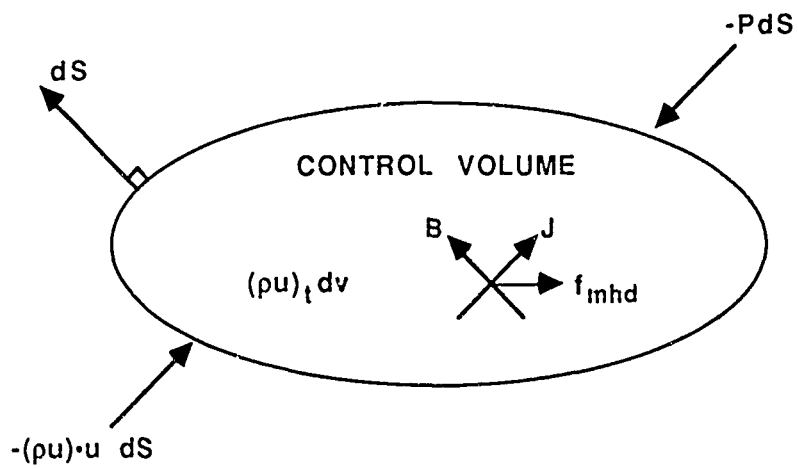 -PdS
dS
CONTROL VOLUME
B
J
(ρu)t dv
fmhd
-(ρu)•u dS